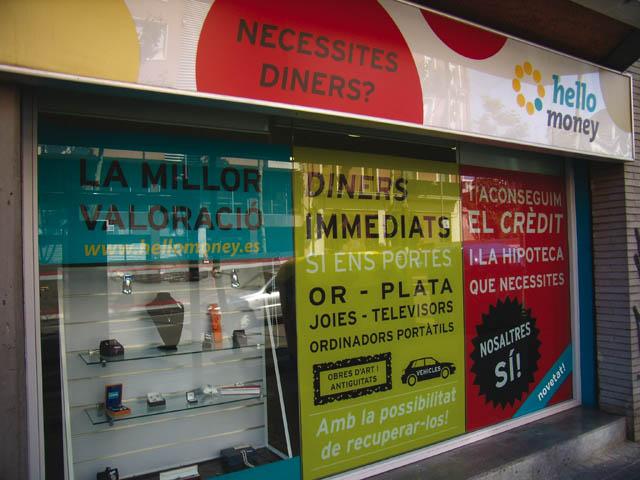 NECESSITES
DINERS?
hello
money
LA MILLOR
VALORACIÓ
www.hellomoney.es
DINERS
IMMEDIATS
SI ENS PORTES
OR - PLATA
JOIES - TELEVISORS
ORDINADORS PORTÀTILS
OBRES D'ART I
ANTIGUITATS
VEHICLES
Amb la possibilitat
de recuperar-los!
T'ACONSEGUIM
EL CRÈDIT
I·LA HIPOTECA
QUE NECESSITES
NOSALTRES
SÍ!
novetat!